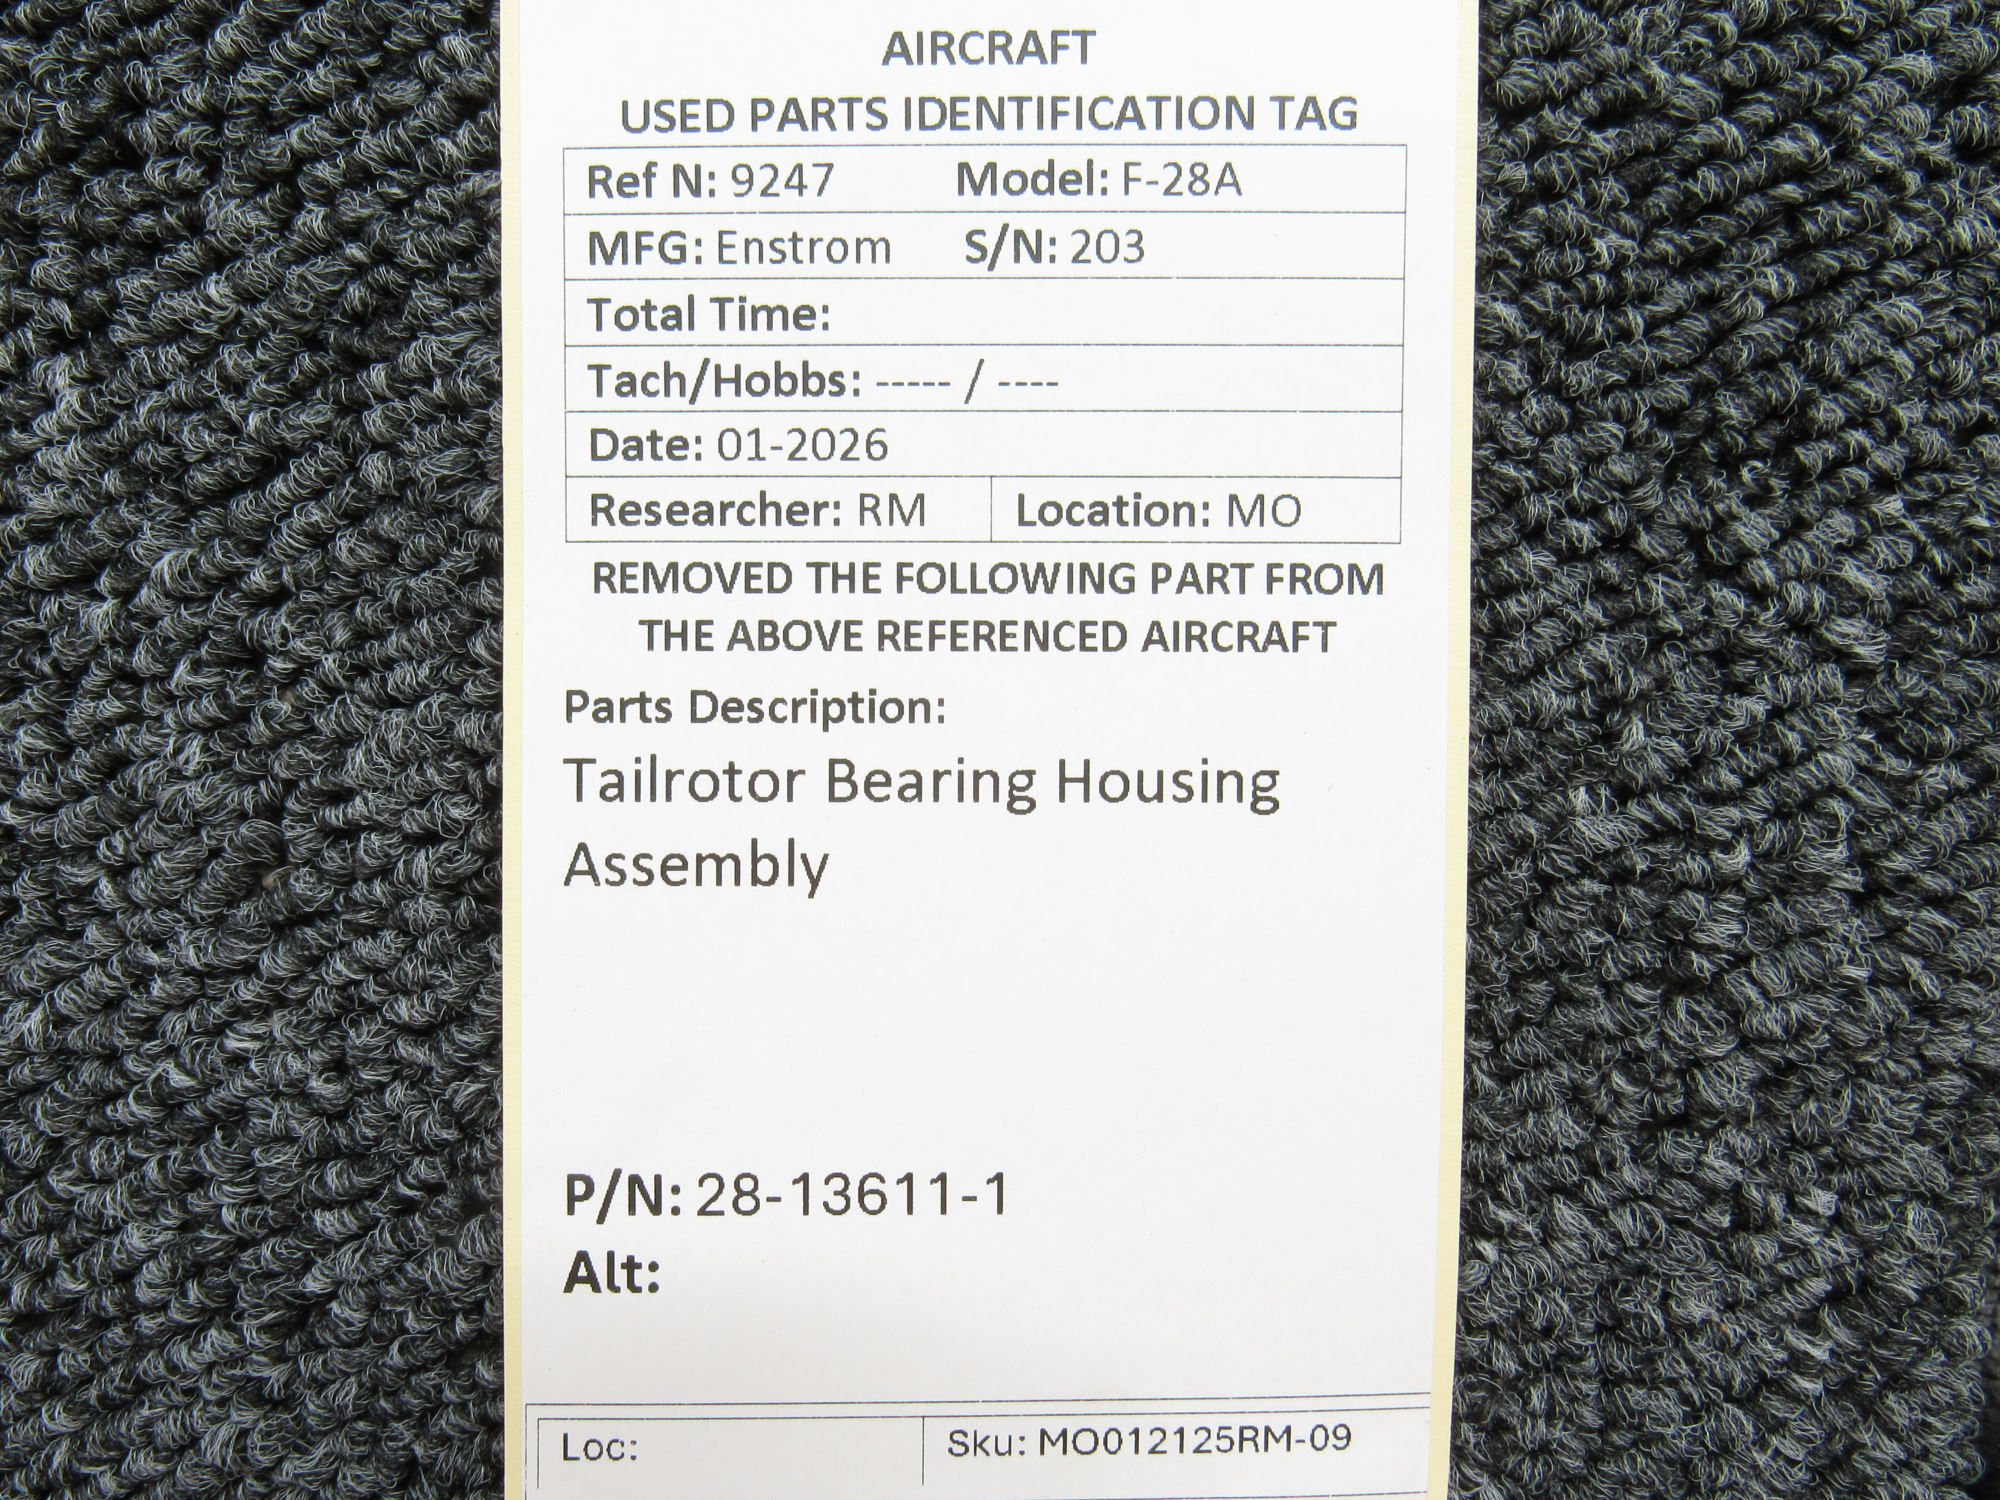 AIRCRAFT
USED PARTS IDENTIFICATION TAG
Ref N: 9247 Model: F-28A
MFG: Enstrom S/N: 203
Total Time:
Tach/Hobbs: ----- / ----
Date: 01-2026
Researcher: RM Location: MO
REMOVED THE FOLLOWING PART FROM
THE ABOVE REFERENCED AIRCRAFT
Parts Description:
Tailrotor Bearing Housing
Assembly
P/N: 28-13611-1
Alt:
Loc: Sku: MO012125RM-09